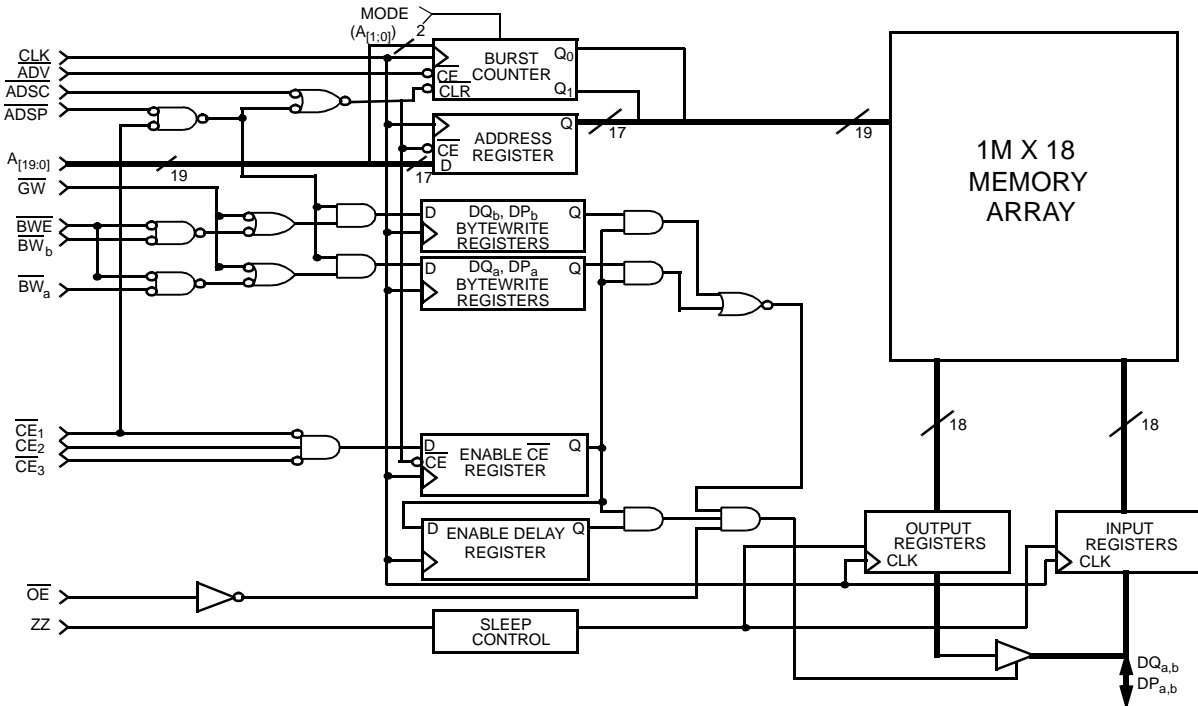 MODE
(A[1;0])
2
CLK
ADV
ADSC
ADSP
BURST
COUNTER
CE
CLR
Q0
Q1
ADDRESS
REGISTER
CE
D
Q
17
19
A[19:0]
19
17
GW
BWE
BWb
BWa
D
DQb, DPb
BYTEWRITE
REGISTERS
Q
D
DQa, DPa
BYTEWRITE
REGISTERS
Q
1M X 18
MEMORY
ARRAY
18
18
CE1
CE2
CE3
D
CE
ENABLE CE
REGISTER
Q
D
ENABLE DELAY
REGISTER
Q
OUTPUT
REGISTERS
CLK
INPUT
REGISTERS
CLK
OE
ZZ
SLEEP
CONTROL
DQa,b
DPa,b